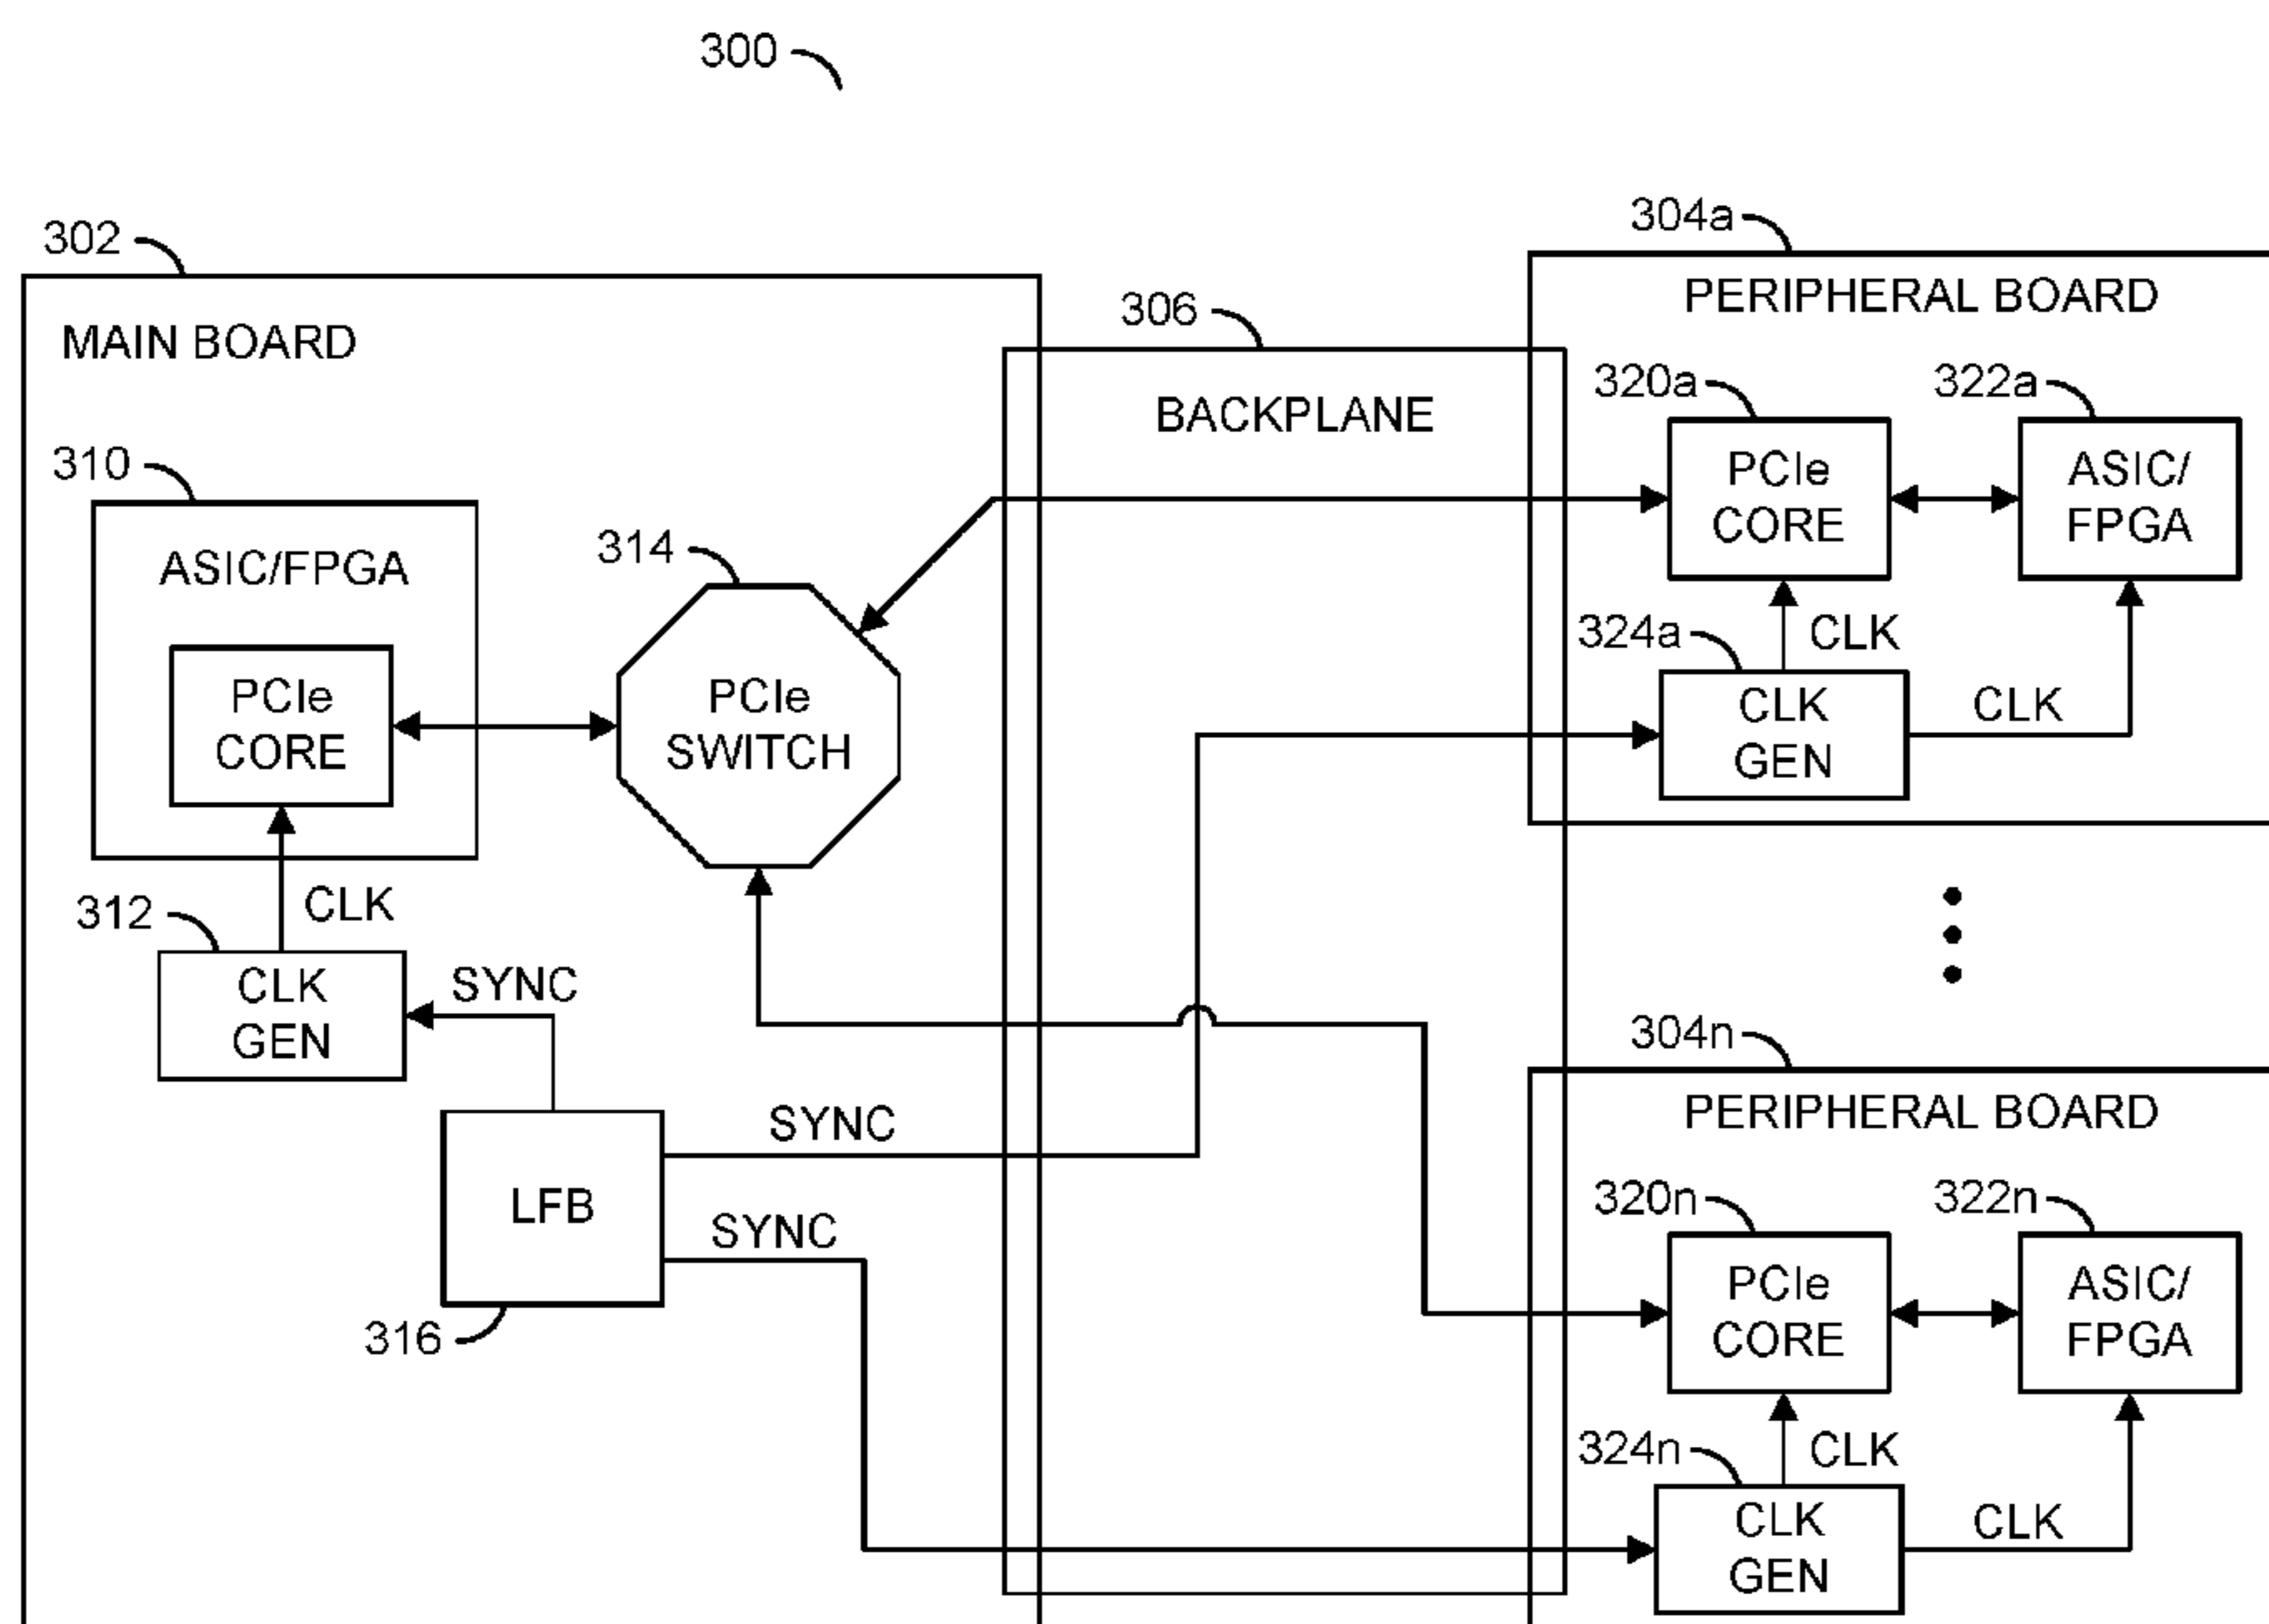 300
302
304a
MAIN BOARD
306
PERIPHERAL BOARD
BACKPLANE
320a
322a
310
PCIe
CORE
ASIC/
FPGA
ASIC/FPGA
314
PCIe
CORE
PCIe
SWITCH
324a
CLK
CLK
GEN
CLK
312
CLK
CLK
GEN
SYNC
304n
PERIPHERAL BOARD
SYNC
LFB
SYNC
316
320n
322n
PCIe
CORE
ASIC/
FPGA
324n
CLK
CLK
GEN
CLK